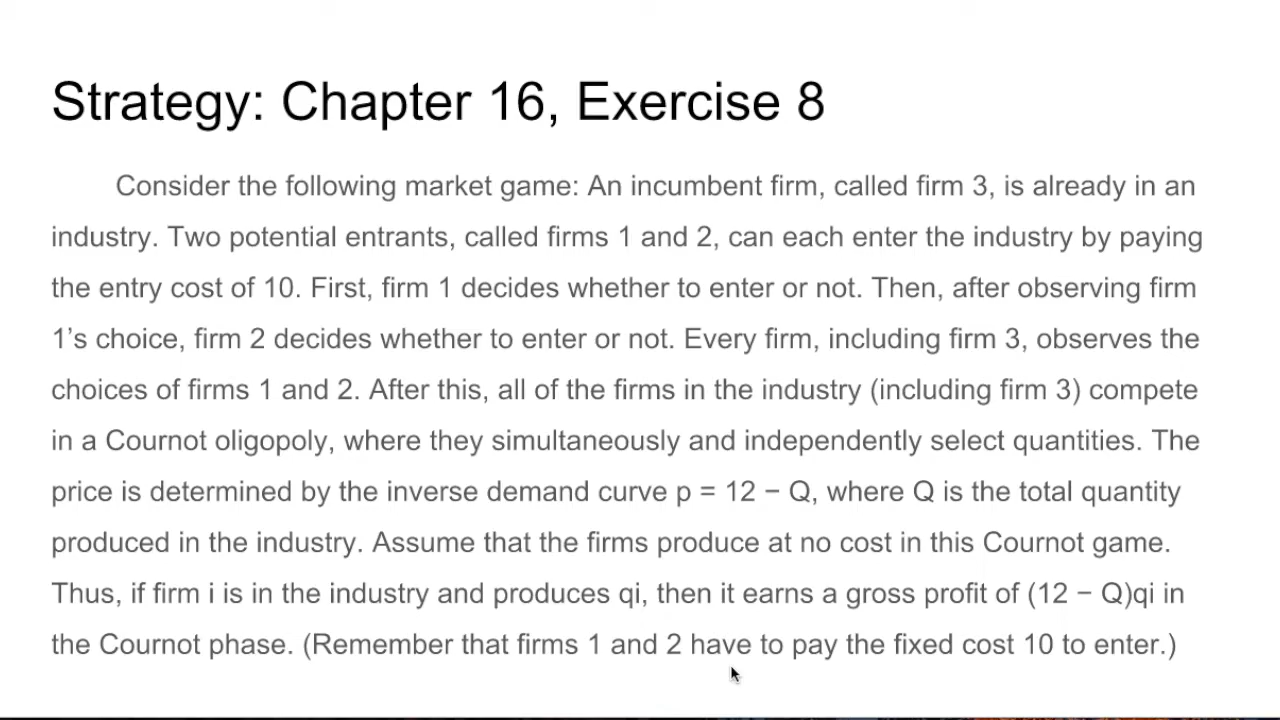 Strategy: Chapter 16, Exercise 8
Consider the following market game: An incumbent firm, called firm 3, is already in an
industry. Two potential entrants, called firms 1 and 2, can each enter the industry by paying
the entry cost of 10. First, firm 1 decides whether to enter or not. Then, after observing firm
1’s choice, firm 2 decides whether to enter or not. Every firm, including firm 3, observes the
choices of firms 1 and 2. After this, all of the firms in the industry (including firm 3) compete
in a Cournot oligopoly, where they simultaneously and independently select quantities. The
price is determined by the inverse demand curve p = 12 − Q, where Q is the total quantity
produced in the industry. Assume that the firms produce at no cost in this Cournot game.
Thus, if firm i is in the industry and produces qi, then it earns a gross profit of (12 − Q)qi in
the Cournot phase. (Remember that firms 1 and 2 have to pay the fixed cost 10 to enter.)